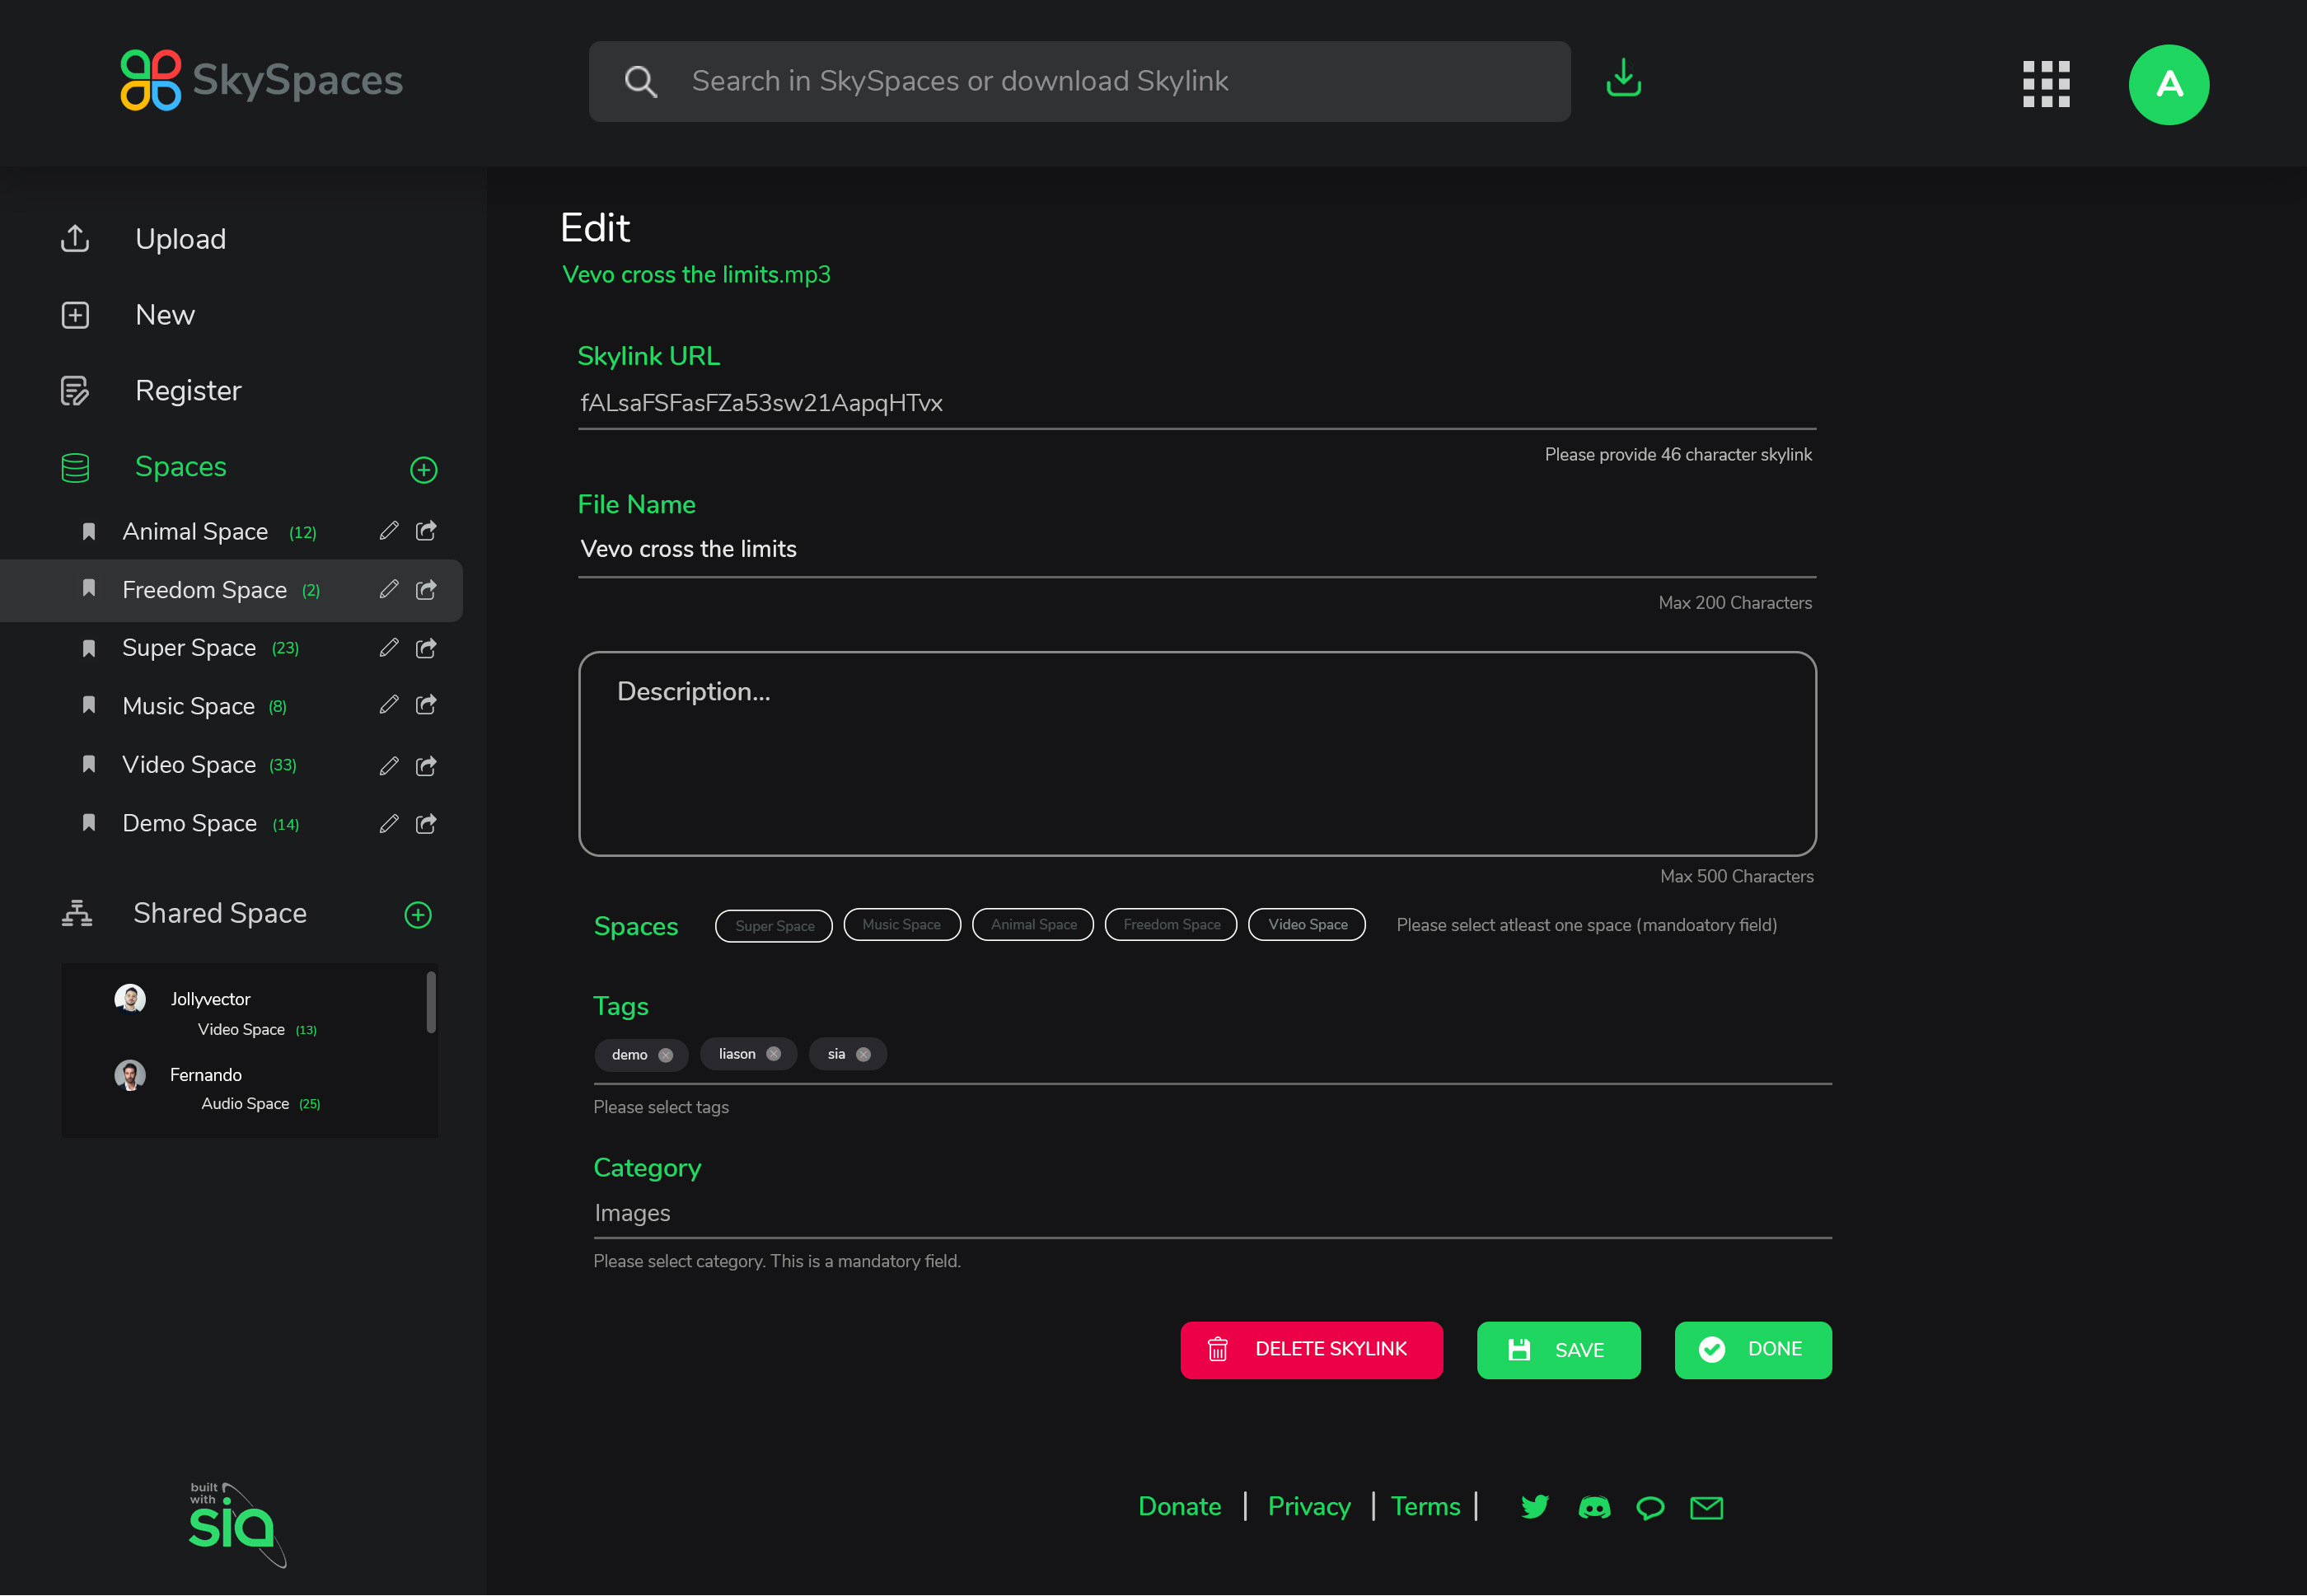 SkySpaces
Search in SkySpaces or download Skylink
A
Upload
New
Register
Spaces
Animal Space (12)
Freedom Space (2)
Super Space (23)
Music Space (8)
Video Space (33)
Demo Space (14)
Shared Space
Jollyvector
Video Space (13)
Fernando
Audio Space (25)
built
with
sia
Edit
Vevo cross the limits.mp3
Skylink URL
fALsaFSFasFZa53sw21AapqHTvx
Please provide 46 character skylink
File Name
Vevo cross the limits
Max 200 Characters
Description...
Max 500 Characters
Spaces Super Space Music Space Animal Space Freedom Space Video Space Please select atleast one space (mandoatory field)
Tags
demo liason sia
Please select tags
Category
Images
Please select category. This is a mandatory field.
DELETE SKYLINK SAVE DONE
Donate | Privacy | Terms |